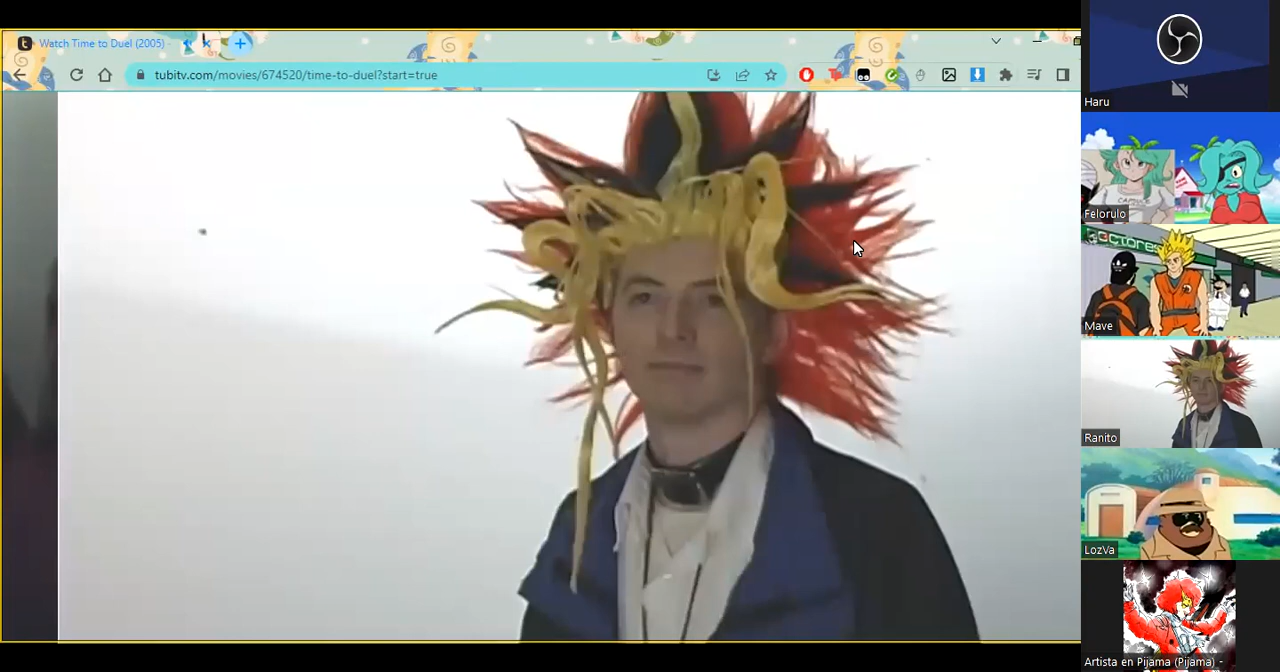 Watch Time to Duel (2005)
tubitv.com/movies/674520/time-to-duel?start=true
Haru
Felorulo
Mave
Ranito
LozVa
Artista en Pijama (Pijama) -